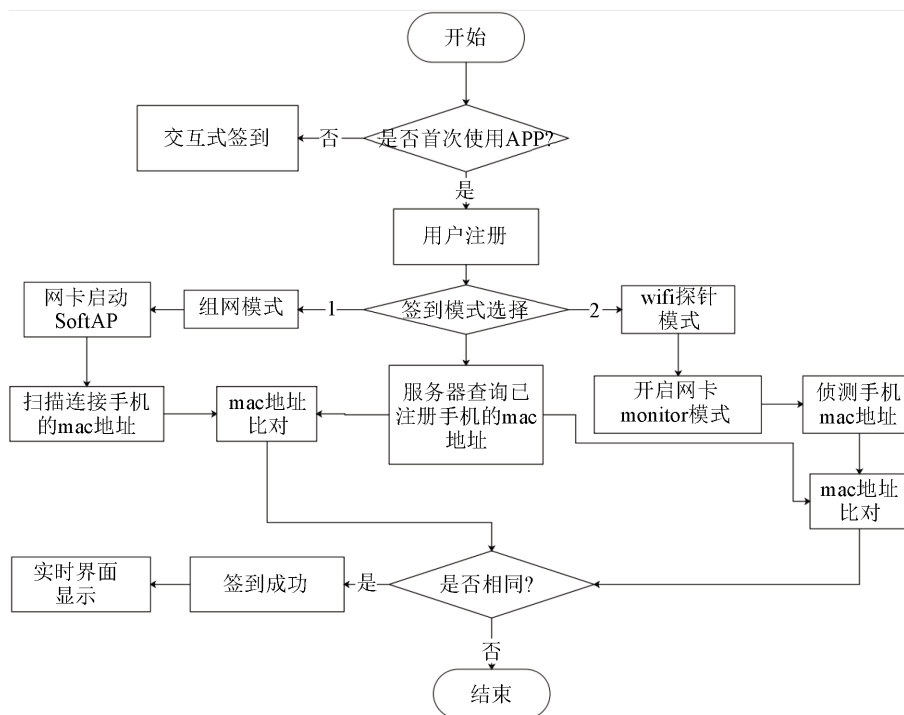 开始
交互式签到
否
是否首次使用APP?
是
用户注册
网卡启动
SoftAP
组网模式
1
签到模式选择
2
wifi探针
模式
扫描连接手机
的mac地址
mac地址
比对
服务器查询已
注册手机的mac
地址
开启网卡
monitor模式
侦测手机
mac地址
mac地址
比对
实时界面
显示
签到成功
是
是否相同?
否
结束